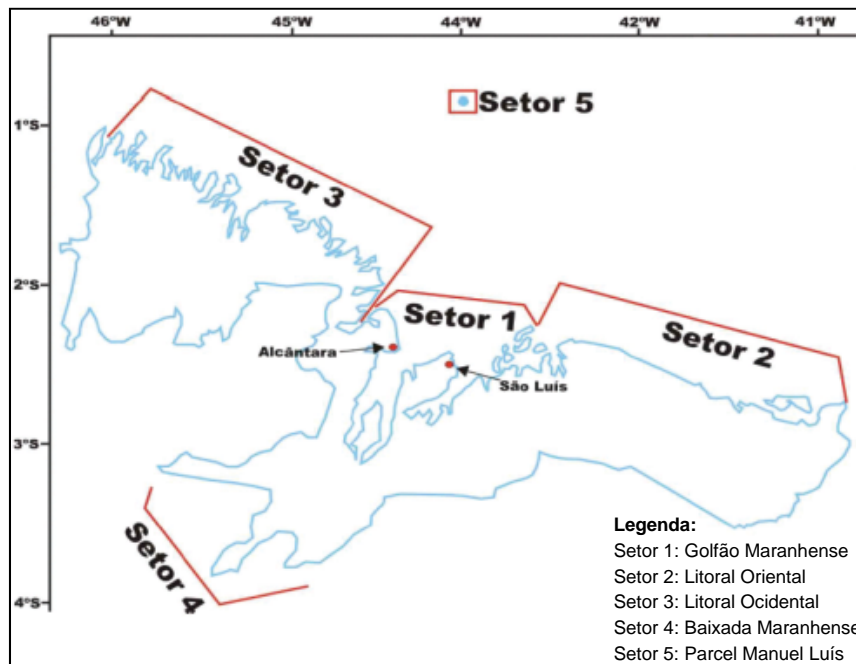 46ºW 45ºW 44ºW 42ºW 41ºW
Setor 5
1ºS
Setor 3
2ºS
Setor 1
Setor 2
Alcântara
São Luís
3ºS
Setor 4
4ºS
Legenda:
Setor 1: Golfão Maranhense
Setor 2: Litoral Oriental
Setor 3: Litoral Ocidental
Setor 4: Baixada Maranhense
Setor 5: Parcel Manuel Luís